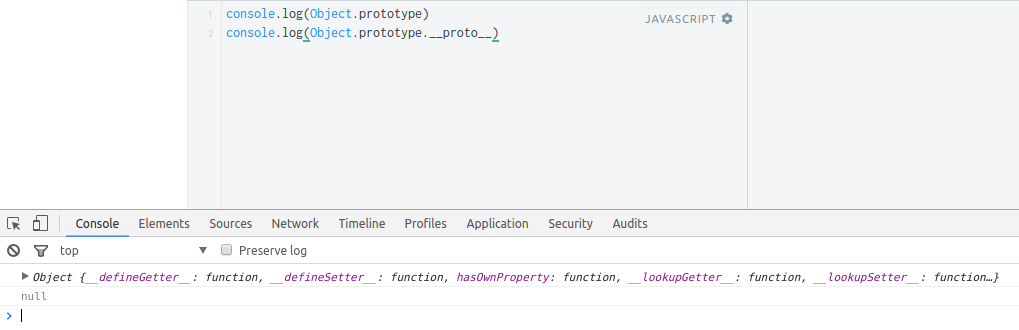 1 console.log(Object.prototype)
JAVASCRIPT
2 console.log(Object.prototype.__proto__)
Console Elements Sources Network Timeline Profiles Application Security Audits
top ▼ Preserve log
▶ Object {__defineGetter__: function, __defineSetter__: function, hasOwnProperty: function, __lookupGetter__: function, __lookupSetter__: function…}
null
>